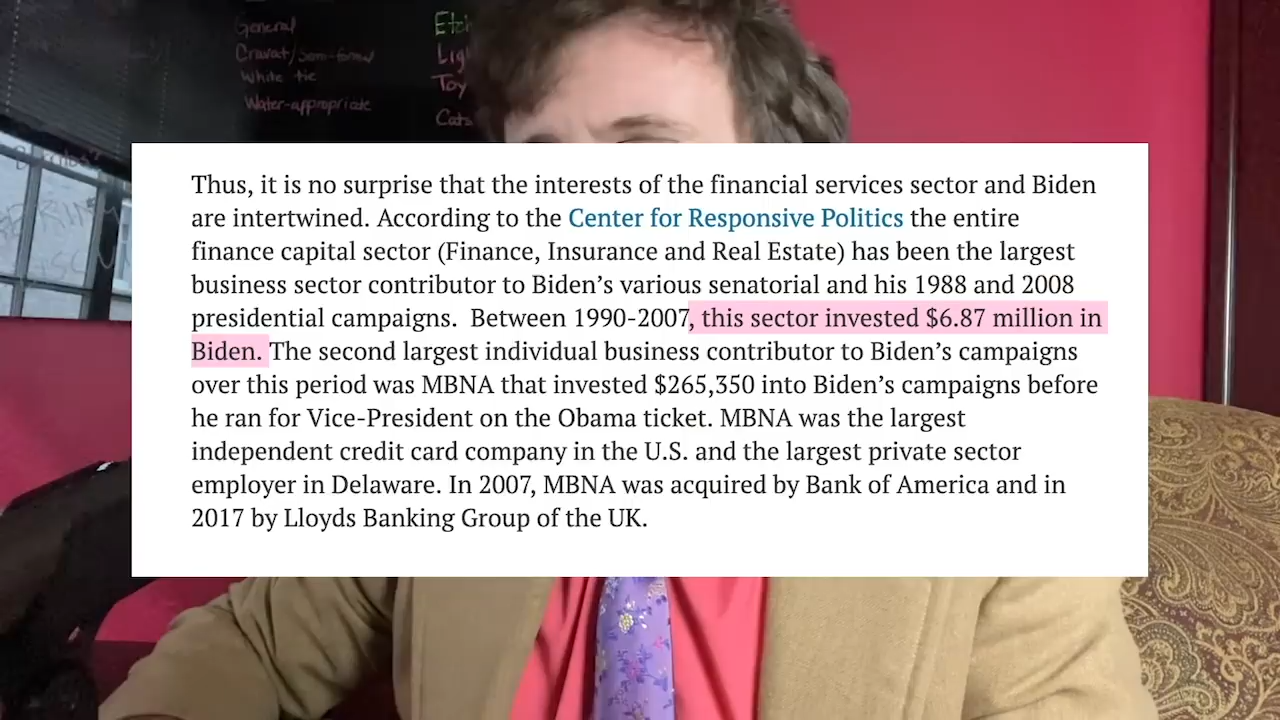 General
Cravat/Semi-formal
White tie
Water-appropriate
Etch
Lig
Toy
Cats
Thus, it is no surprise that the interests of the financial services sector and Biden
are intertwined. According to the Center for Responsive Politics the entire
finance capital sector (Finance, Insurance and Real Estate) has been the largest
business sector contributor to Biden’s various senatorial and his 1988 and 2008
presidential campaigns. Between 1990-2007, this sector invested $6.87 million in
Biden. The second largest individual business contributor to Biden’s campaigns
over this period was MBNA that invested $265,350 into Biden’s campaigns before
he ran for Vice-President on the Obama ticket. MBNA was the largest
independent credit card company in the U.S. and the largest private sector
employer in Delaware. In 2007, MBNA was acquired by Bank of America and in
2017 by Lloyds Banking Group of the UK.